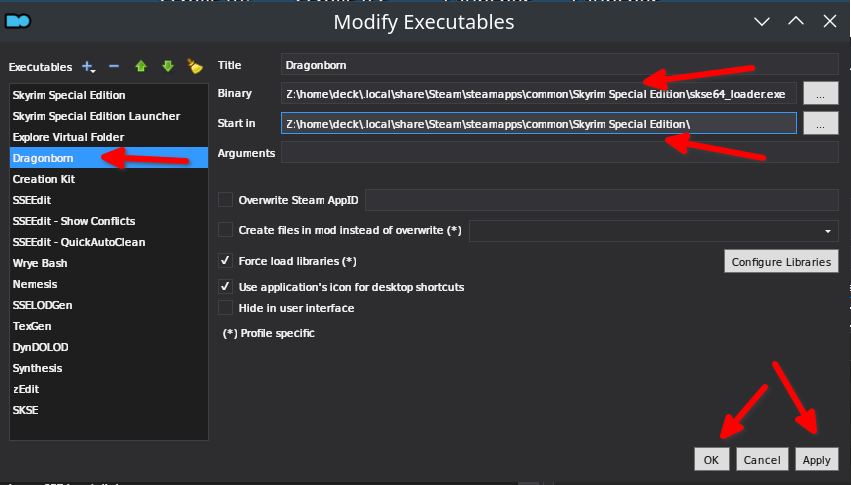 Modify Executables
Executables
Skyrim Special Edition
Skyrim Special Edition Launcher
Explore Virtual Folder
Dragonborn
Creation Kit
SSEEdit
SSEEdit - Show Conflicts
SSEEdit - QuickAutoClean
Wrye Bash
Nemesis
SSELODGen
TexGen
DynDOLOD
Synthesis
zEdit
SKSE
Title Dragonborn
Binary Z:\home\deck\.local\share\Steam\steamapps\common\Skyrim Special Edition\skse64_loader.exe ...
Start in Z:\home\deck\.local\share\Steam\steamapps\common\Skyrim Special Edition\ ...
Arguments
Overwrite Steam AppID
Create files in mod instead of overwrite (*)
Force load libraries (*) Configure Libraries
Use application's icon for desktop shortcuts
Hide in user interface
(*) Profile specific
OK Cancel Apply